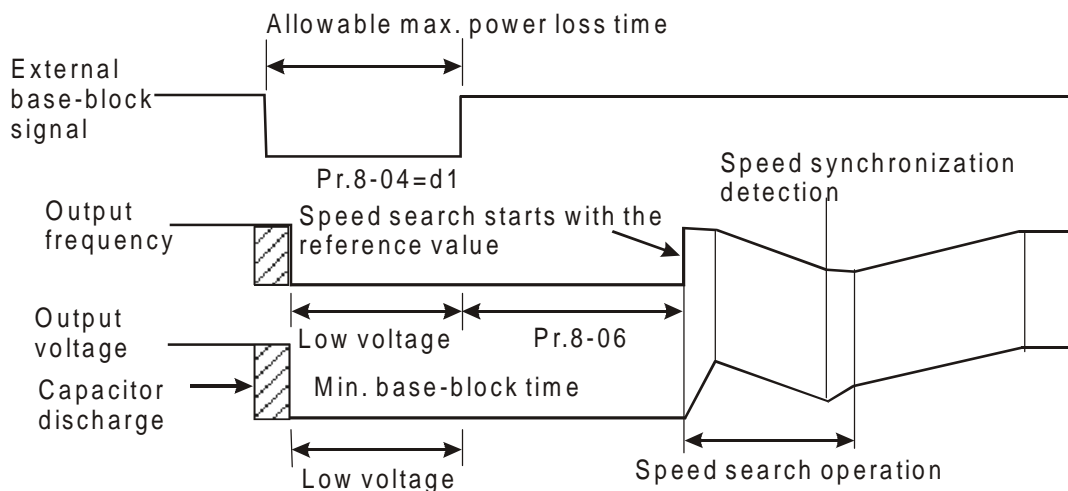 Allowable max. power loss time
External
base-block
signal
Pr.8-04=d1
Speed synchronization
detection
Output
frequency
Speed search starts with the
reference value
Output
voltage
Low voltage
Pr.8-06
Capacitor
discharge
Min. base-block time
Low voltage
Speed search operation